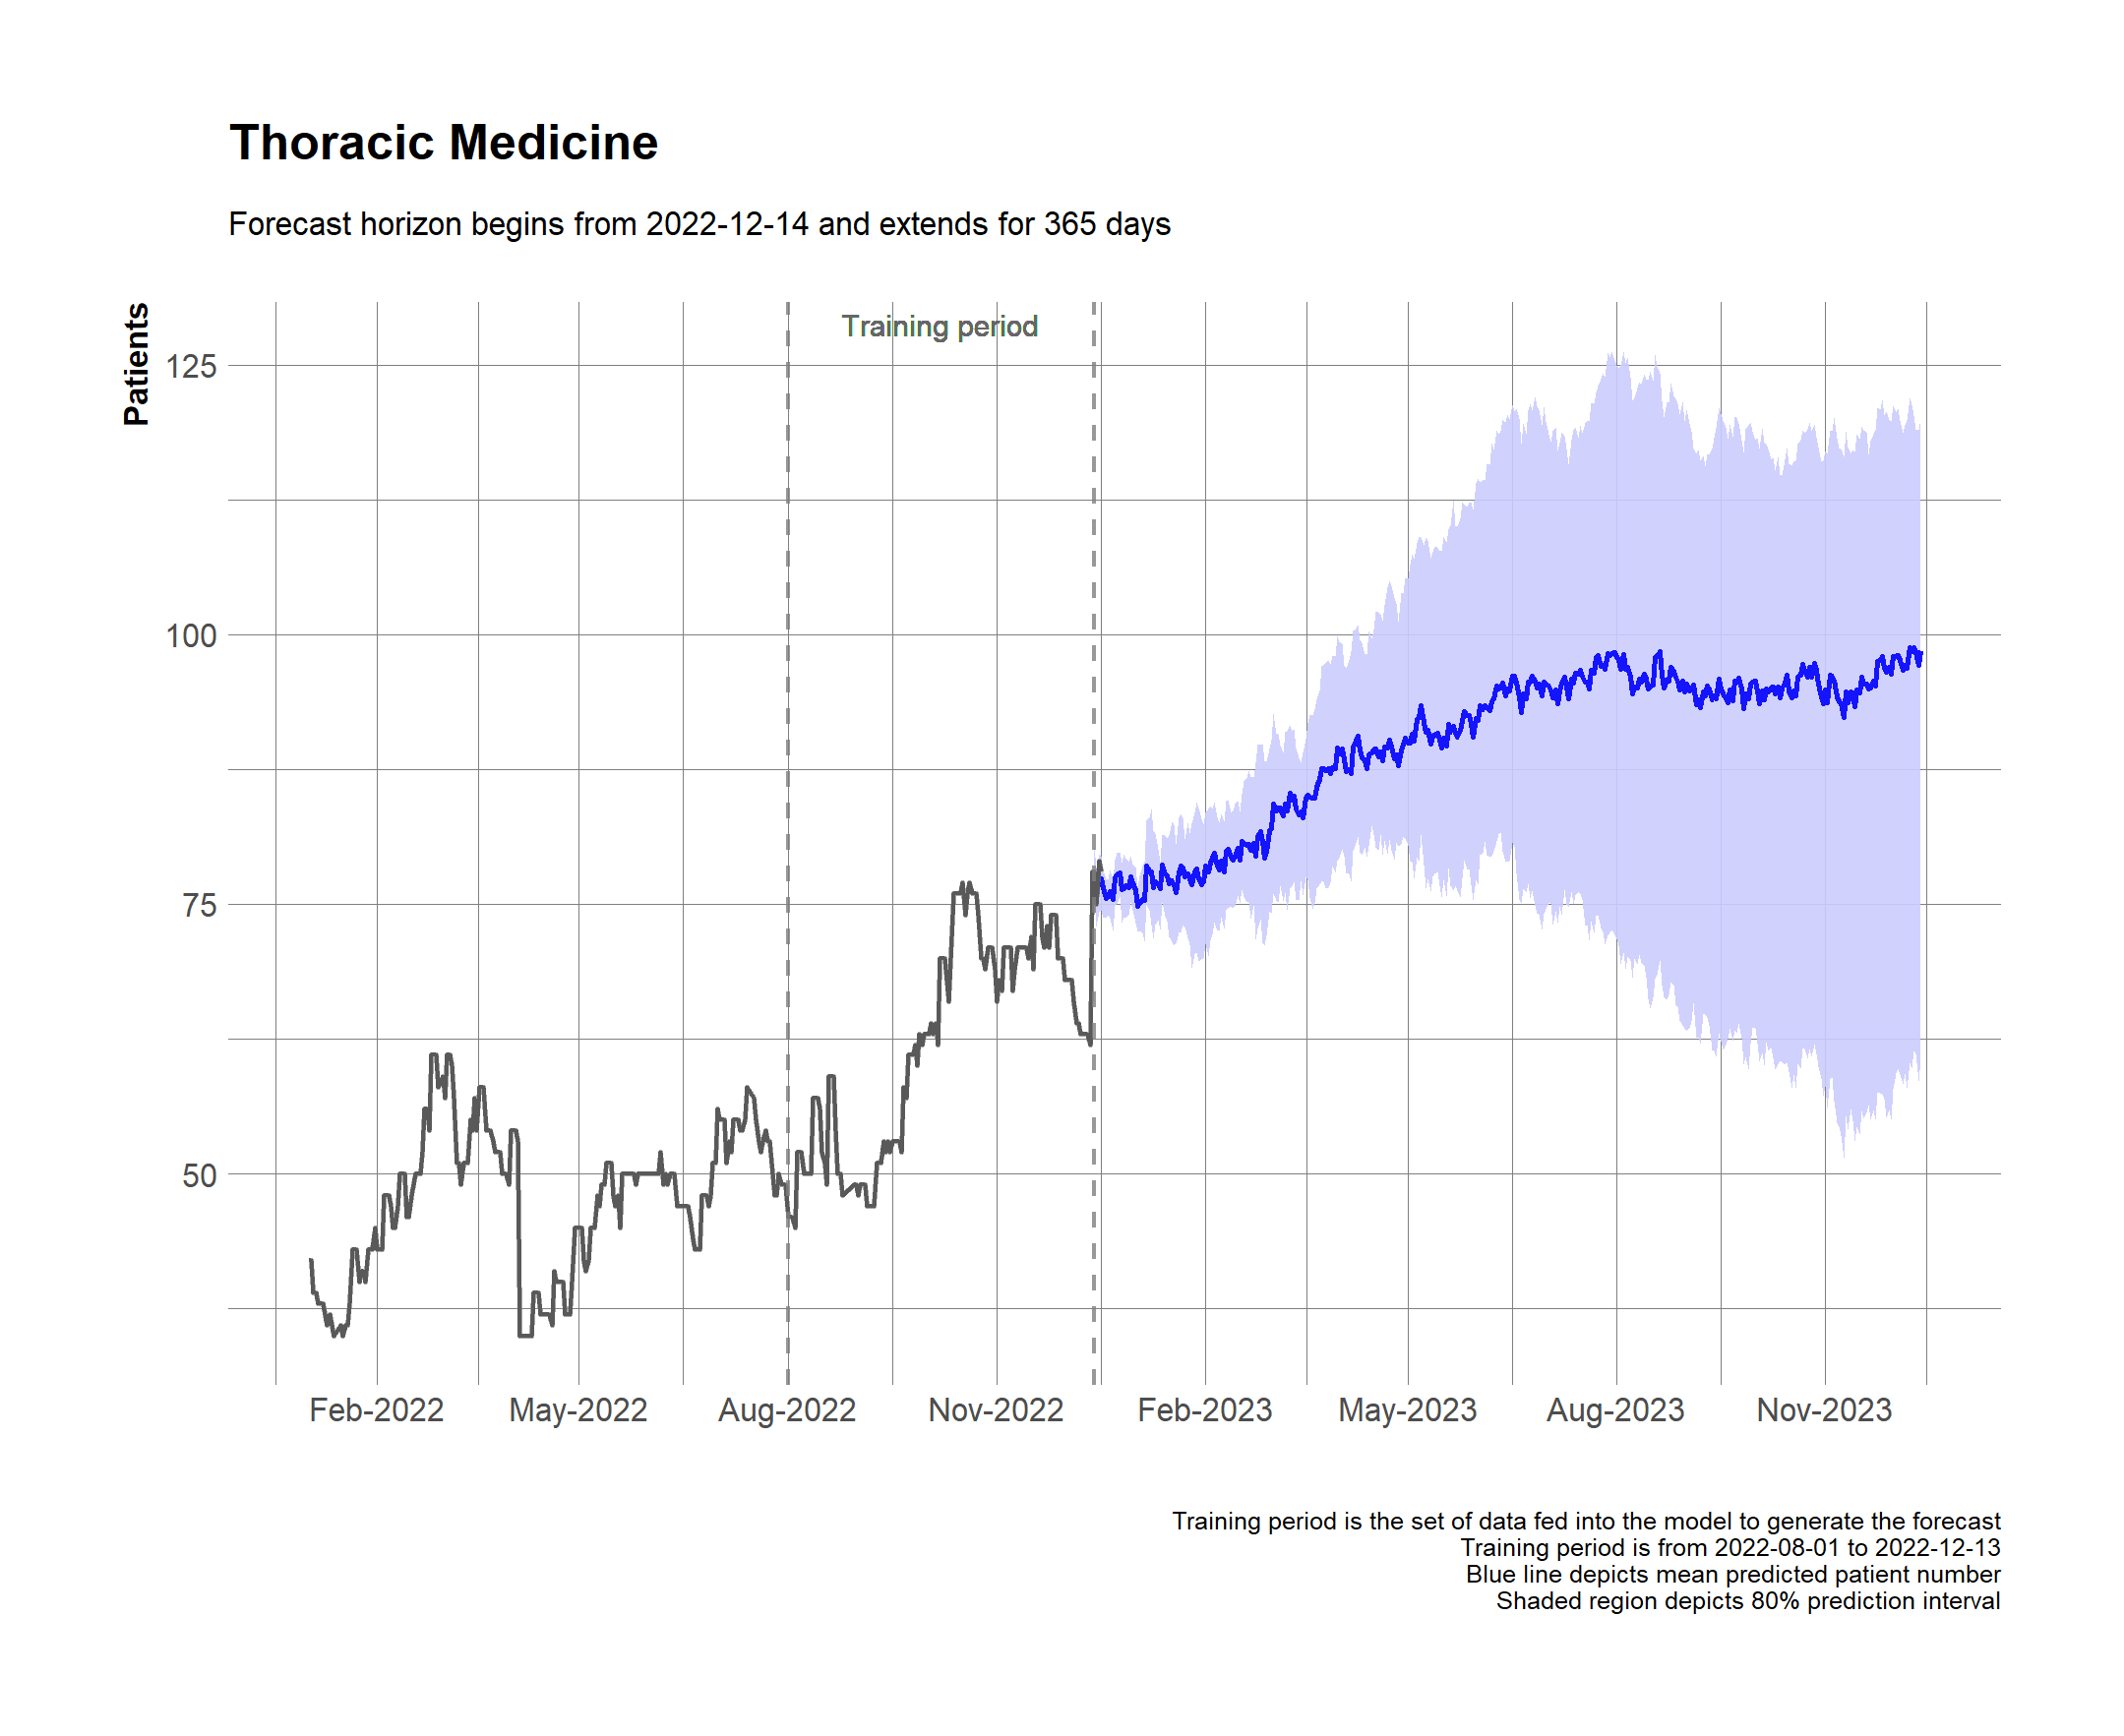 Thoracic Medicine
Forecast horizon begins from 2022-12-14 and extends for 365 days
Patients
Training period
125
100
75
50
Feb-2022 May-2022 Aug-2022 Nov-2022 Feb-2023 May-2023 Aug-2023 Nov-2023
Training period is the set of data fed into the model to generate the forecast
Training period is from 2022-08-01 to 2022-12-13
Blue line depicts mean predicted patient number
Shaded region depicts 80% prediction interval